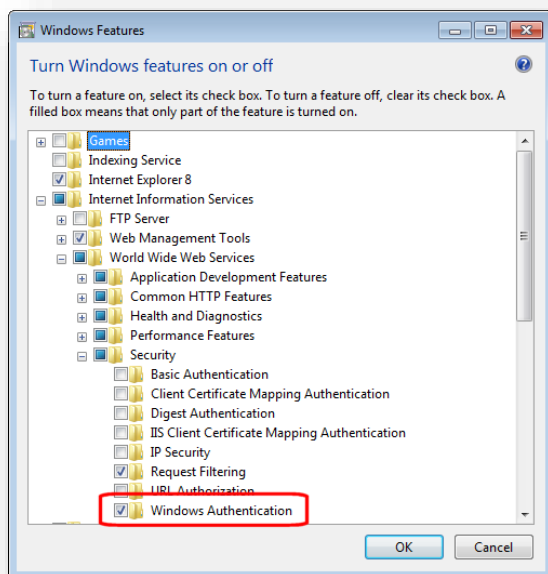 Windows Features
Turn Windows features on or off
To turn a feature on, select its check box. To turn a feature off, clear its check box. A
filled box means that only part of the feature is turned on.
Games
Indexing Service
Internet Explorer 8
Internet Information Services
FTP Server
Web Management Tools
World Wide Web Services
Application Development Features
Common HTTP Features
Health and Diagnostics
Performance Features
Security
Basic Authentication
Client Certificate Mapping Authentication
Digest Authentication
IIS Client Certificate Mapping Authentication
IP Security
Request Filtering
URL Authorization
Windows Authentication
OK Cancel